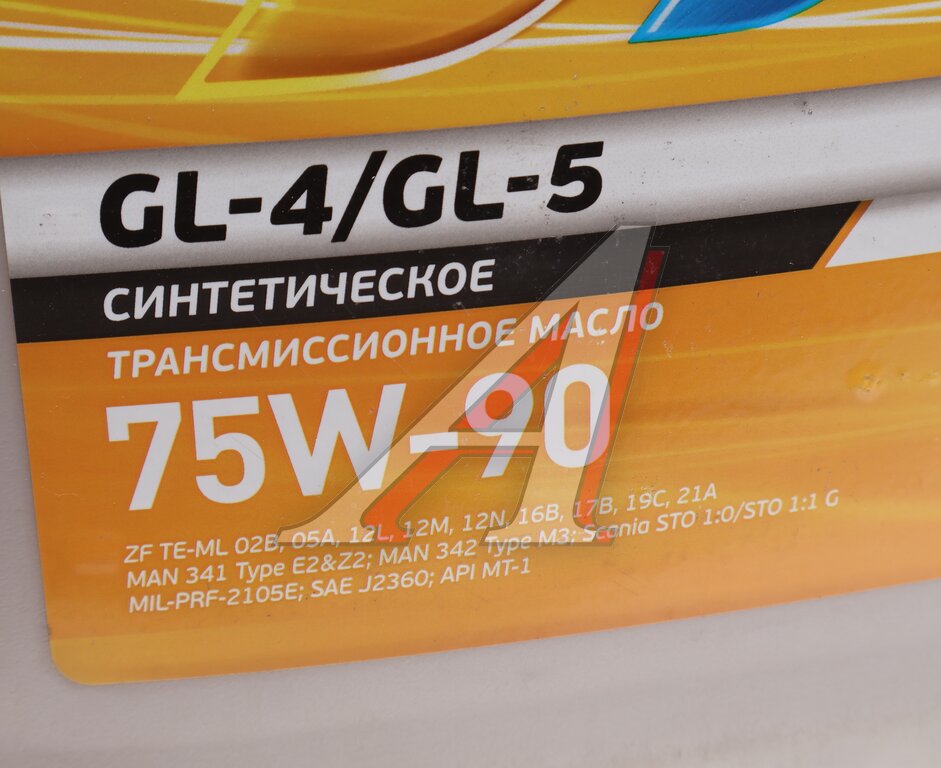 GL-4/GL-5
СИНТЕТИЧЕСКОЕ
ТРАНСМИССИОННОЕ МАСЛО
75W-90
ZF TE-ML 02B, 05A, 12L, 12M, 12N, 16B, 17B, 19C, 21A
MAN 341 Type E2&Z2; MAN 342 Type M3; Scania STO 1:0/STO 1:1 G
MIL-PRF-2105E; SAE J2360; API MT-1